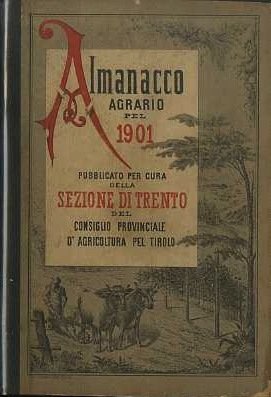 Almanacco
AGRARIO
PEL
1901
PUBBLICATO PER CURA
DELLA
SEZIONE DI TRENTO
DEL
CONSIGLIO PROVINCIALE
D'AGRICOLTURA PEL TIROLO